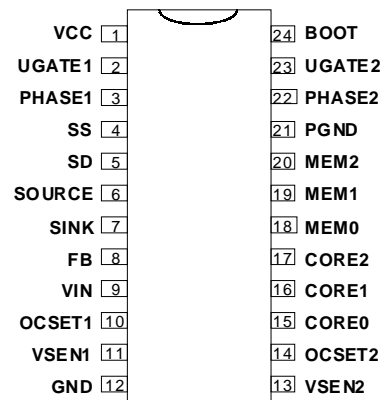 VCC 1 24 BOOT
UGATE1 2 23 UGATE2
PHASE1 3 22 PHASE2
SS 4 21 PGND
SD 5 20 MEM2
SOURCE 6 19 MEM1
SINK 7 18 MEM0
FB 8 17 CORE2
VIN 9 16 CORE1
OCSET1 10 15 CORE0
VSEN1 11 14 OCSET2
GND 12 13 VSEN2